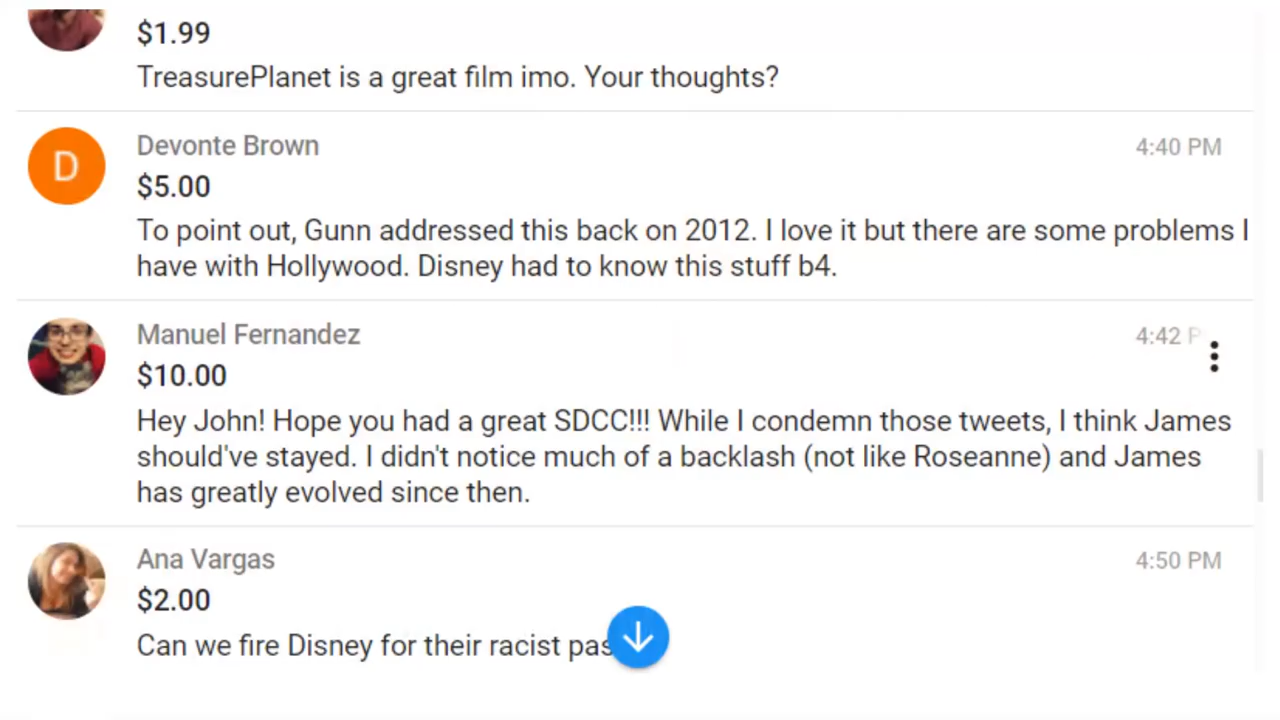 $1.99
TreasurePlanet is a great film imo. Your thoughts?
D
Devonte Brown
4:40 PM
$5.00
To point out, Gunn addressed this back on 2012. I love it but there are some problems I
have with Hollywood. Disney had to know this stuff b4.
Manuel Fernandez
4:42 P
$10.00
Hey John! Hope you had a great SDCC!!! While I condemn those tweets, I think James
should've stayed. I didn't notice much of a backlash (not like Roseanne) and James
has greatly evolved since then.
Ana Vargas
4:50 PM
$2.00
Can we fire Disney for their racist